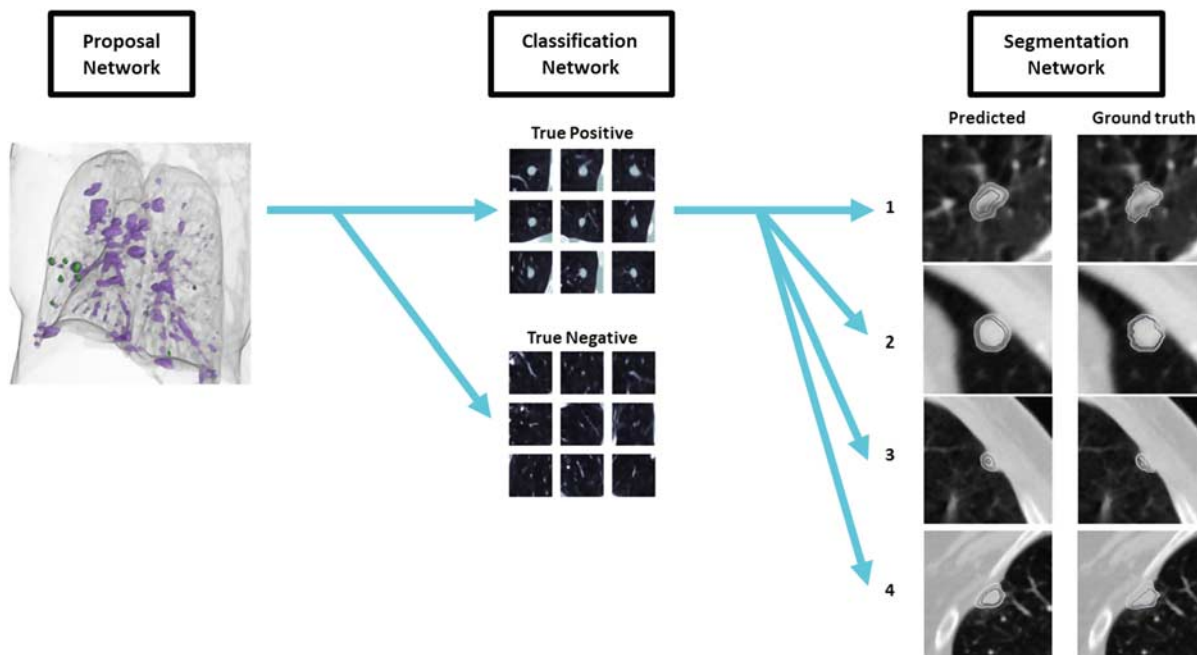 Proposal
Network
Classification
Network
Segmentation
Network
True Positive
True Negative
Predicted
Ground truth
1
2
3
4